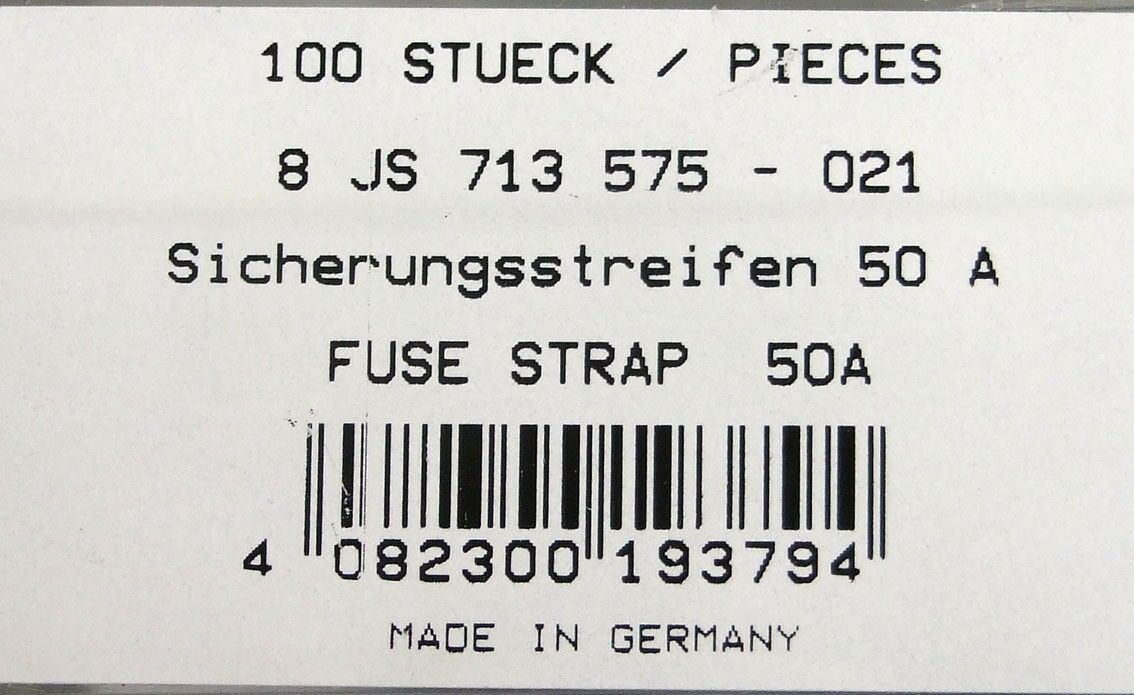 100 STUECK / PIECES
8 JS 713 575 - 021
Sicherungsstreifen 50 A
FUSE STRAP 50A
4 082300 193794
MADE IN GERMANY